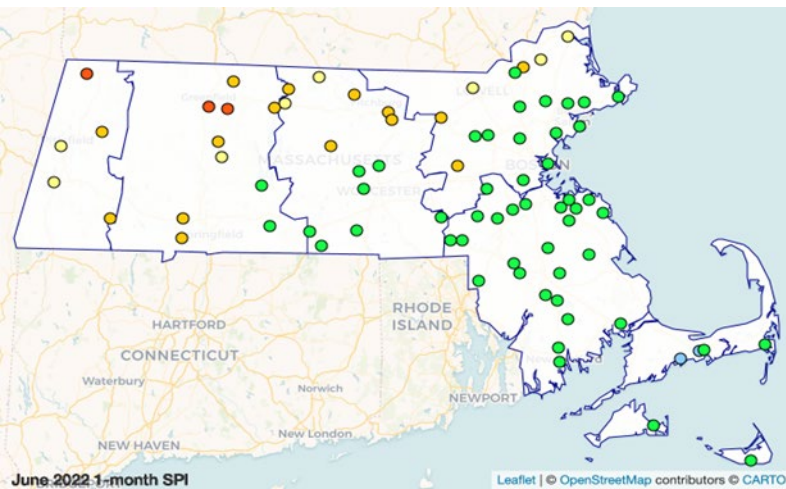 Greenfield
LOWELL
MASSACHUSETTS
WORCESTER
Springfield
RHODE
ISLAND
HARTFORD
CONNECTICUT
Waterbury
Norwich
NEWPORT
New London
NEW HAVEN
June 2022 1-month SPI
Leaflet | © OpenStreetMap contributors © CARTO